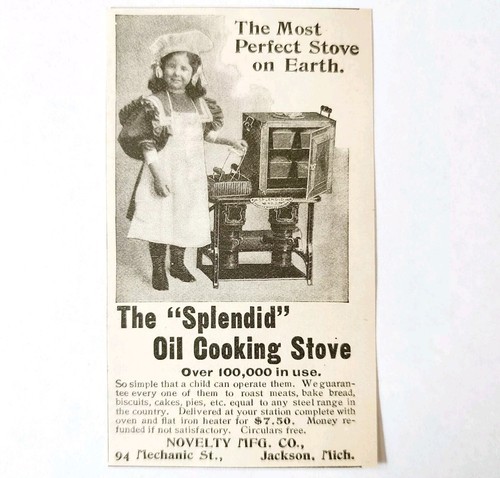 The Most
Perfect Stove
on Earth.
The "Splendid"
Oil Cooking Stove
Over 100,000 in use.
So simple that a child can operate them. We guaran-
tee every one of them to roast meats, bake bread,
biscuits, cakes, pies, etc. equal to any steel range in
the country. Delivered at your station complete with
oven and flat iron heater for $7.50. Money re-
funded if not satisfactory. Circulars free.
NOVELTY MFG. CO.,
94 Mechanic St., Jackson, Mich.